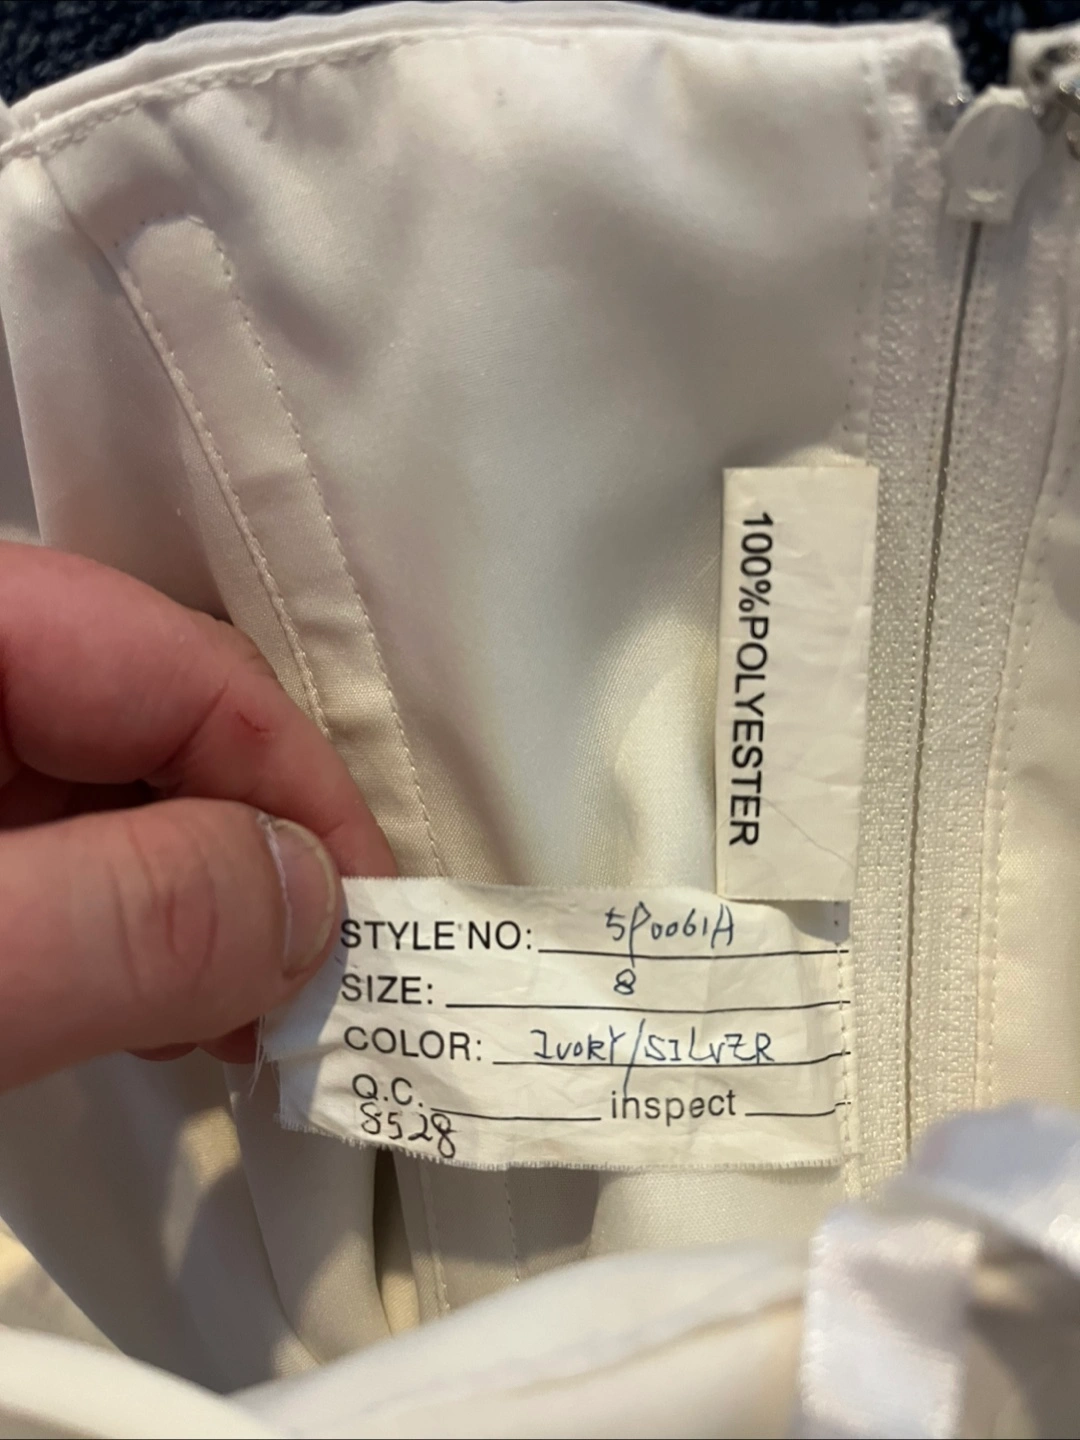 100%POLYESTER
STYLE NO: 5P0061A
SIZE: 8
COLOR: IVORY/SILVER
Q.C. inspect
8528